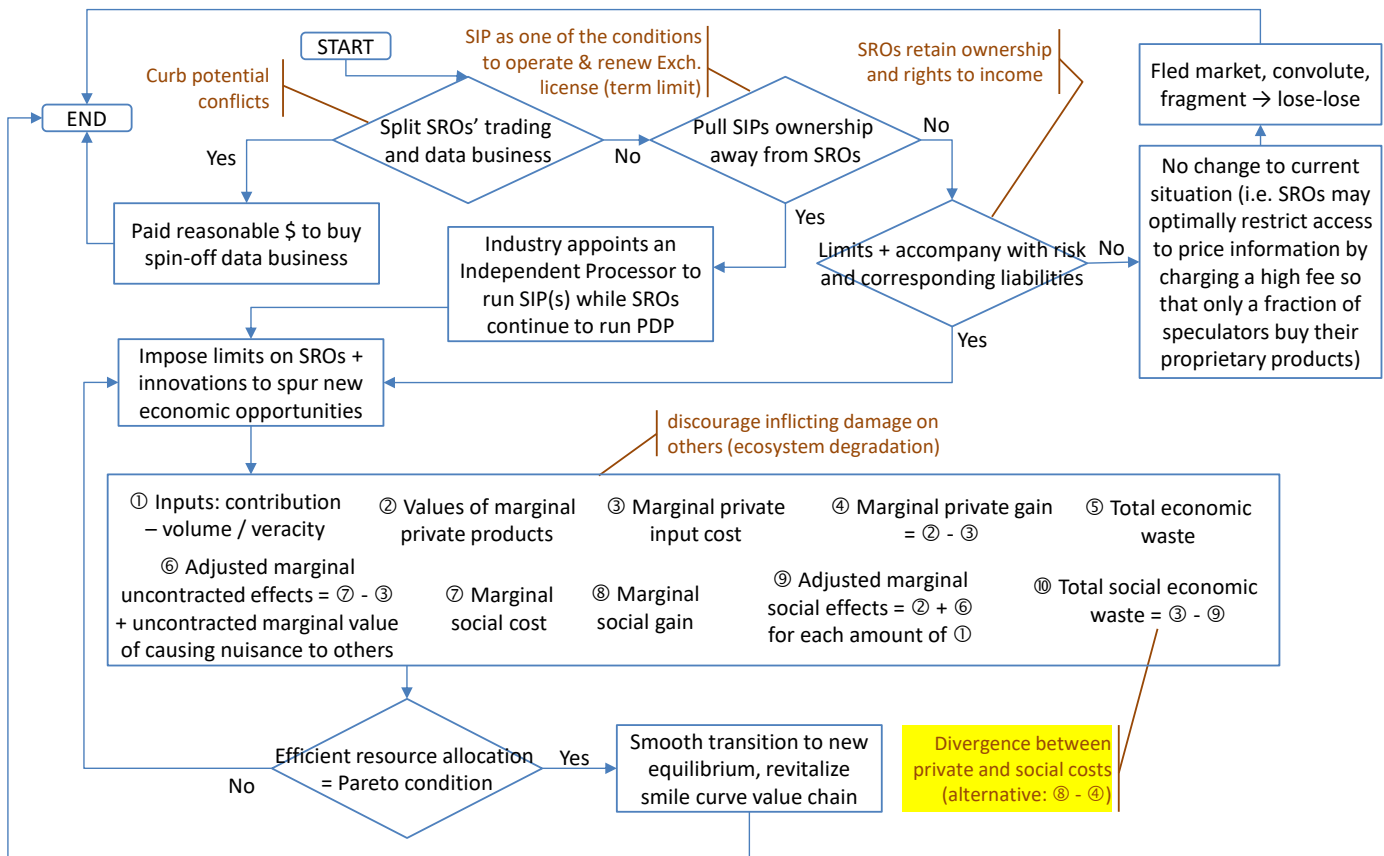 START
SIP as one of the conditions
to operate & renew Exch.
license (term limit)
SROs retain ownership
and rights to income
Curb potential
conflicts
END
Fled market, convolute,
fragment → lose-lose
Split SROs’ trading
and data business
Yes
No
Pull SIPs ownership
away from SROs
No
Yes
Paid reasonable $ to buy
spin-off data business
Industry appoints an
Independent Processor to
run SIP(s) while SROs
continue to run PDP
Limits + accompany with risk
and corresponding liabilities
No
Yes
No change to current
situation (i.e. SROs may
optimally restrict access
to price information by
charging a high fee so
that only a fraction of
speculators buy their
proprietary products)
Impose limits on SROs +
innovations to spur new
economic opportunities
discourage inflicting damage on
others (ecosystem degradation)
① Inputs: contribution
– volume / veracity
② Values of marginal
private products
③ Marginal private
input cost
④ Marginal private gain
= ② - ③
⑤ Total economic
waste
⑥ Adjusted marginal
uncontracted effects = ⑦ - ③
+ uncontracted marginal value
of causing nuisance to others
⑦ Marginal
social cost
⑧ Marginal
social gain
⑨ Adjusted marginal
social effects = ② + ⑥
for each amount of ①
⑩ Total social economic
waste = ③ - ⑨
Efficient resource allocation
= Pareto condition
No
Yes
Smooth transition to new
equilibrium, revitalize
smile curve value chain
Divergence between
private and social costs
(alternative: ⑧ - ④)